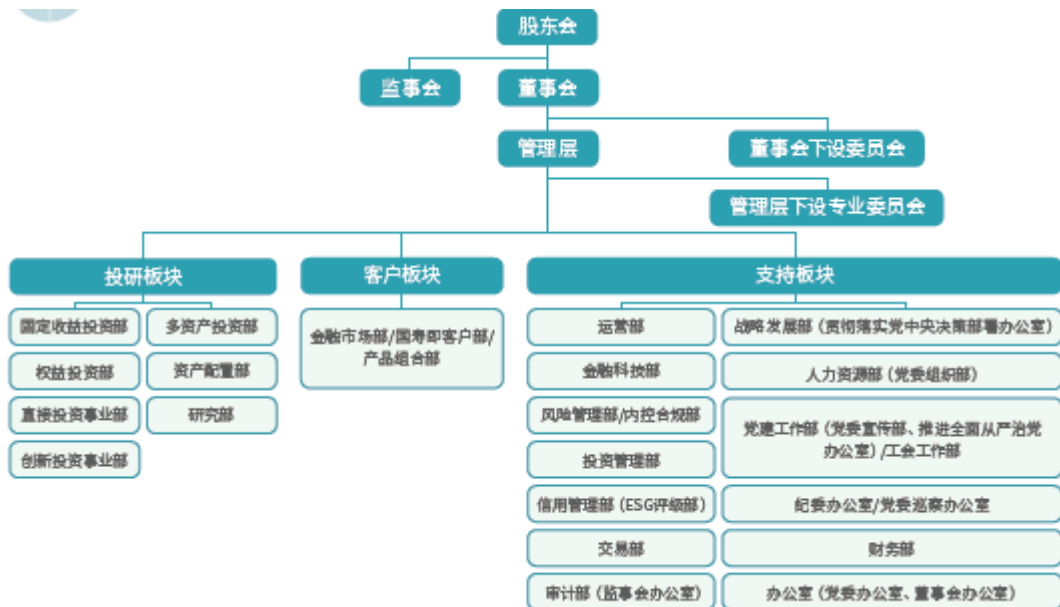 股东会
监事会
董事会
管理层
董事会下设委员会
管理层下设专业委员会
投研板块
客户板块
支持板块
固定收益投资部
多资产投资部
权益投资部
资产配置部
直接投资事业部
研究部
创新投资事业部
金融市场部/国寿即客户部/
产品组合部
运营部
战略发展部（贯彻落实党中央决策部署办公室）
金融科技部
人力资源部（党委组织部）
风险管理部/内控合规部
党建工作部（党委宣传部、推进全面从严治党
办公室）/工会工作部
投资管理部
信用管理部（ESG评级部）
纪委办公室/党委巡察办公室
交易部
财务部
审计部（监事会办公室）
办公室（党委办公室、董事会办公室）